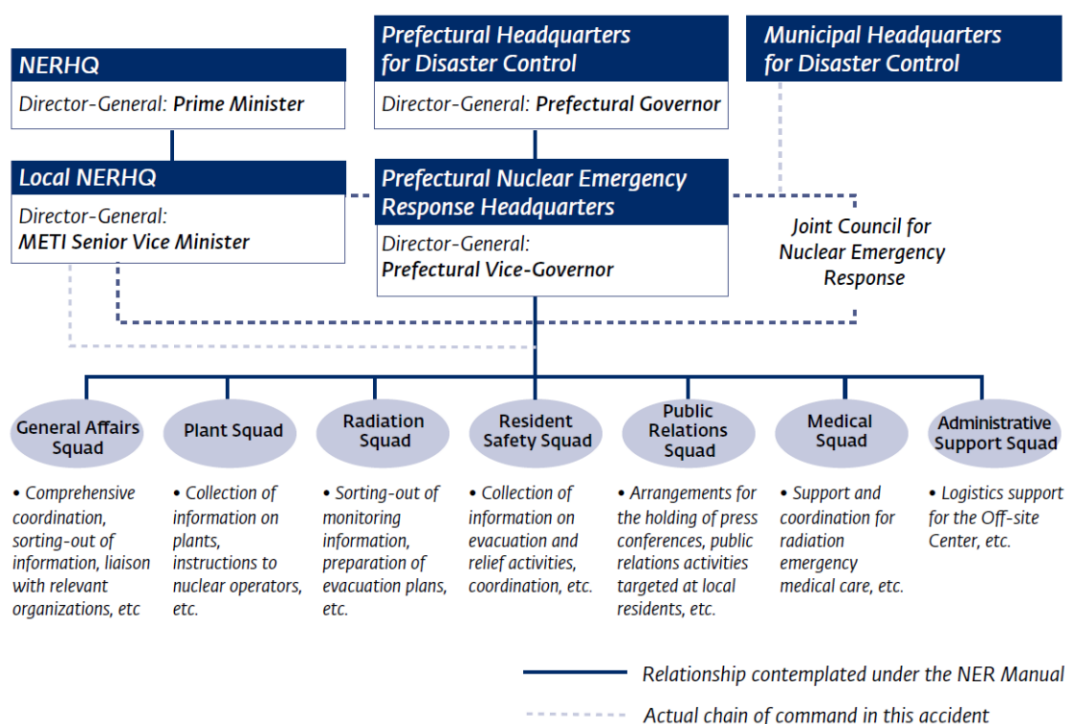 NERHQ
Director-General: Prime Minister
Prefectural Headquarters
for Disaster Control
Director-General: Prefectural Governor
Municipal Headquarters
for Disaster Control
Local NERHQ
Director-General:
METI Senior Vice Minister
Prefectural Nuclear Emergency
Response Headquarters
Director-General:
Prefectural Vice-Governor
Joint Council for
Nuclear Emergency
Response
General Affairs
Squad
Plant Squad
Radiation
Squad
Resident
Safety Squad
Public
Relations
Squad
Medical
Squad
Administrative
Support Squad
• Comprehensive
coordination,
sorting-out of
information, liaison
with relevant
organizations, etc
• Collection of
information on
plants,
instructions to
nuclear operators,
etc.
• Sorting-out of
monitoring
information,
preparation of
evacuation plans,
etc.
• Collection of
information on
evacuation and
relief activities,
coordination, etc.
• Arrangements for
the holding of press
conferences, public
relations activities
targeted at local
residents, etc.
• Support and
coordination for
radiation
emergency
medical care, etc.
• Logistics support
for the Off-site
Center, etc.
Relationship contemplated under the NER Manual
Actual chain of command in this accident